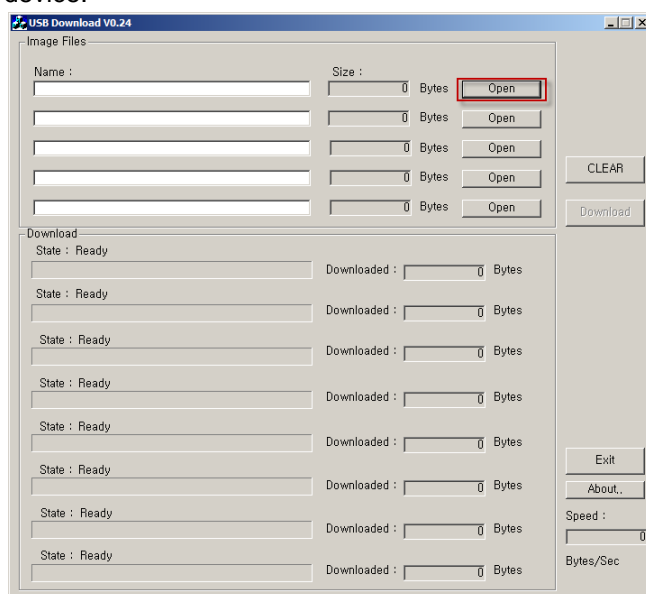 device.
USB Download V0.24
Image Files
Name : Size :
0 Bytes Open
0 Bytes Open
0 Bytes Open
0 Bytes Open
0 Bytes Open
CLEAR
Download
Download
State : Ready
Downloaded : 0 Bytes
State : Ready
Downloaded : 0 Bytes
State : Ready
Downloaded : 0 Bytes
State : Ready
Downloaded : 0 Bytes
State : Ready
Downloaded : 0 Bytes
State : Ready
Downloaded : 0 Bytes
State : Ready
Downloaded : 0 Bytes
State : Ready
Downloaded : 0 Bytes
Exit
About,,
Speed :
0
Bytes/Sec